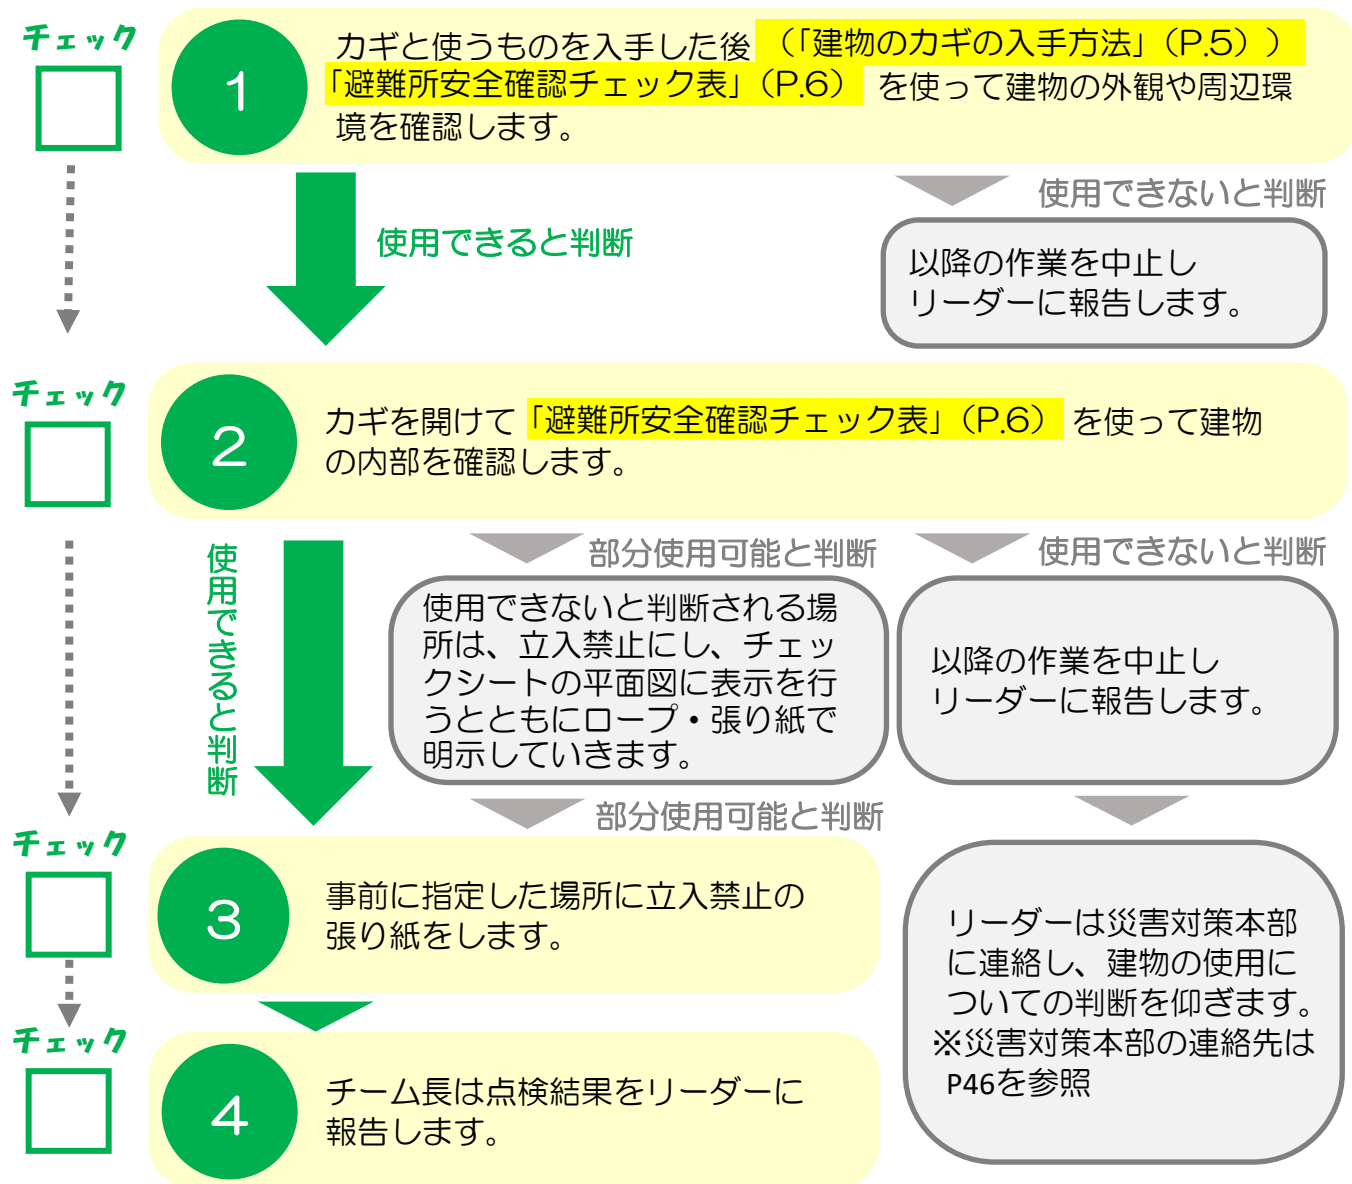 チェック
1
カギと使うものを入手した後（「建物のカギの入手方法」（P.5））
「避難所安全確認チェック表」（P.6）を使って建物の外観や周辺環
境を確認します。
使用できると判断
使用できないと判断
以降の作業を中止し
リーダーに報告します。
チェック
2
カギを開けて「避難所安全確認チェック表」（P.6）を使って建物
の内部を確認します。
使用できると判断
部分使用可能と判断
使用できないと判断
使用できないと判断される場
所は、立入禁止にし、チェッ
クシートの平面図に表示を行
うとともにロープ・張り紙で
明示していきます。
以降の作業を中止し
リーダーに報告します。
部分使用可能と判断
チェック
3
事前に指定した場所に立入禁止の
張り紙をします。
リーダーは災害対策本部
に連絡し、建物の使用に
ついての判断を仰ぎます。
※災害対策本部の連絡先は
P46を参照
チェック
4
チーム長は点検結果をリーダーに
報告します。